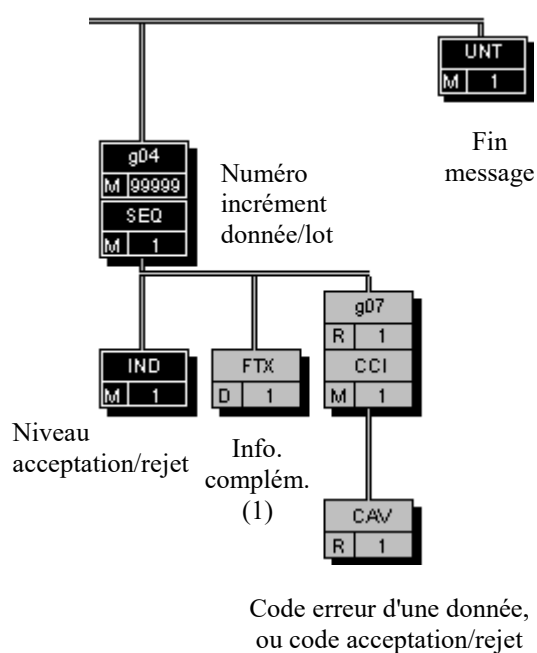 UNT
M 1
Fin
message
g04
M 99999
SEQ
M 1
Numéro
incrément
donnée/lot
g07
R 1
CCI
M 1
IND
M 1
FTX
D 1
Niveau
acceptation/rejet
Info.
complém.
(1)
CAV
R 1
Code erreur d'une donnée,
ou code acceptation/rejet